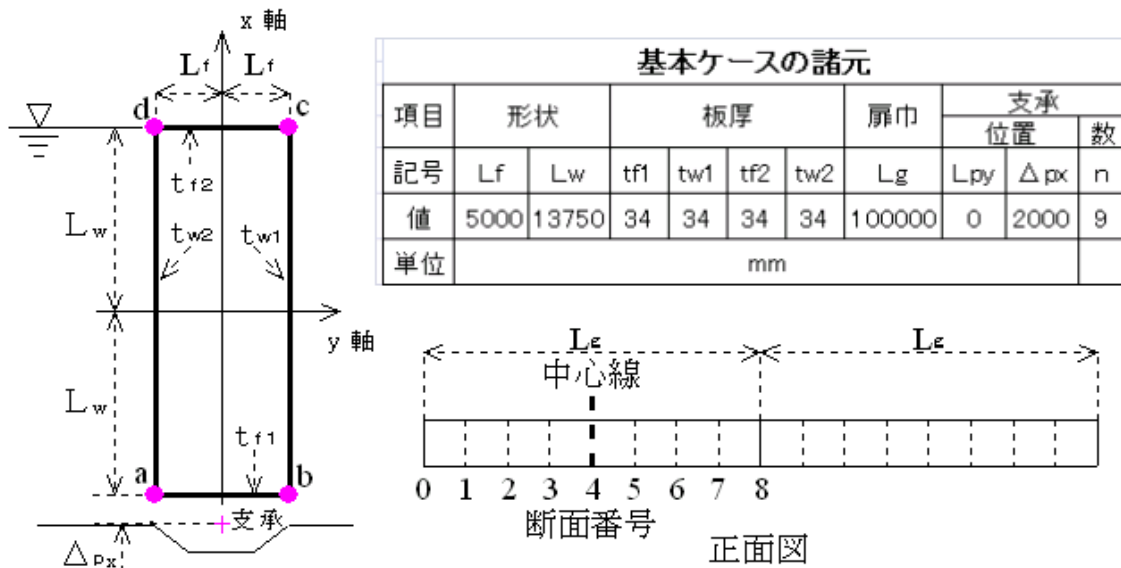 x 軸
Lf Lf
d c
tf2
Lw
tw2 tw1
y 軸
Lw
tf1
a b
支承
△Px
基本ケースの諸元
項目 形状 板厚 扉巾 支承
位置 数
記号 Lf Lw tf1 tw1 tf2 tw2 Lg Lpy △px n
値 5000 13750 34 34 34 34 100000 0 2000 9
単位 mm
Lg Lg
中心線
0 1 2 3 4 5 6 7 8
断面番号
正面図